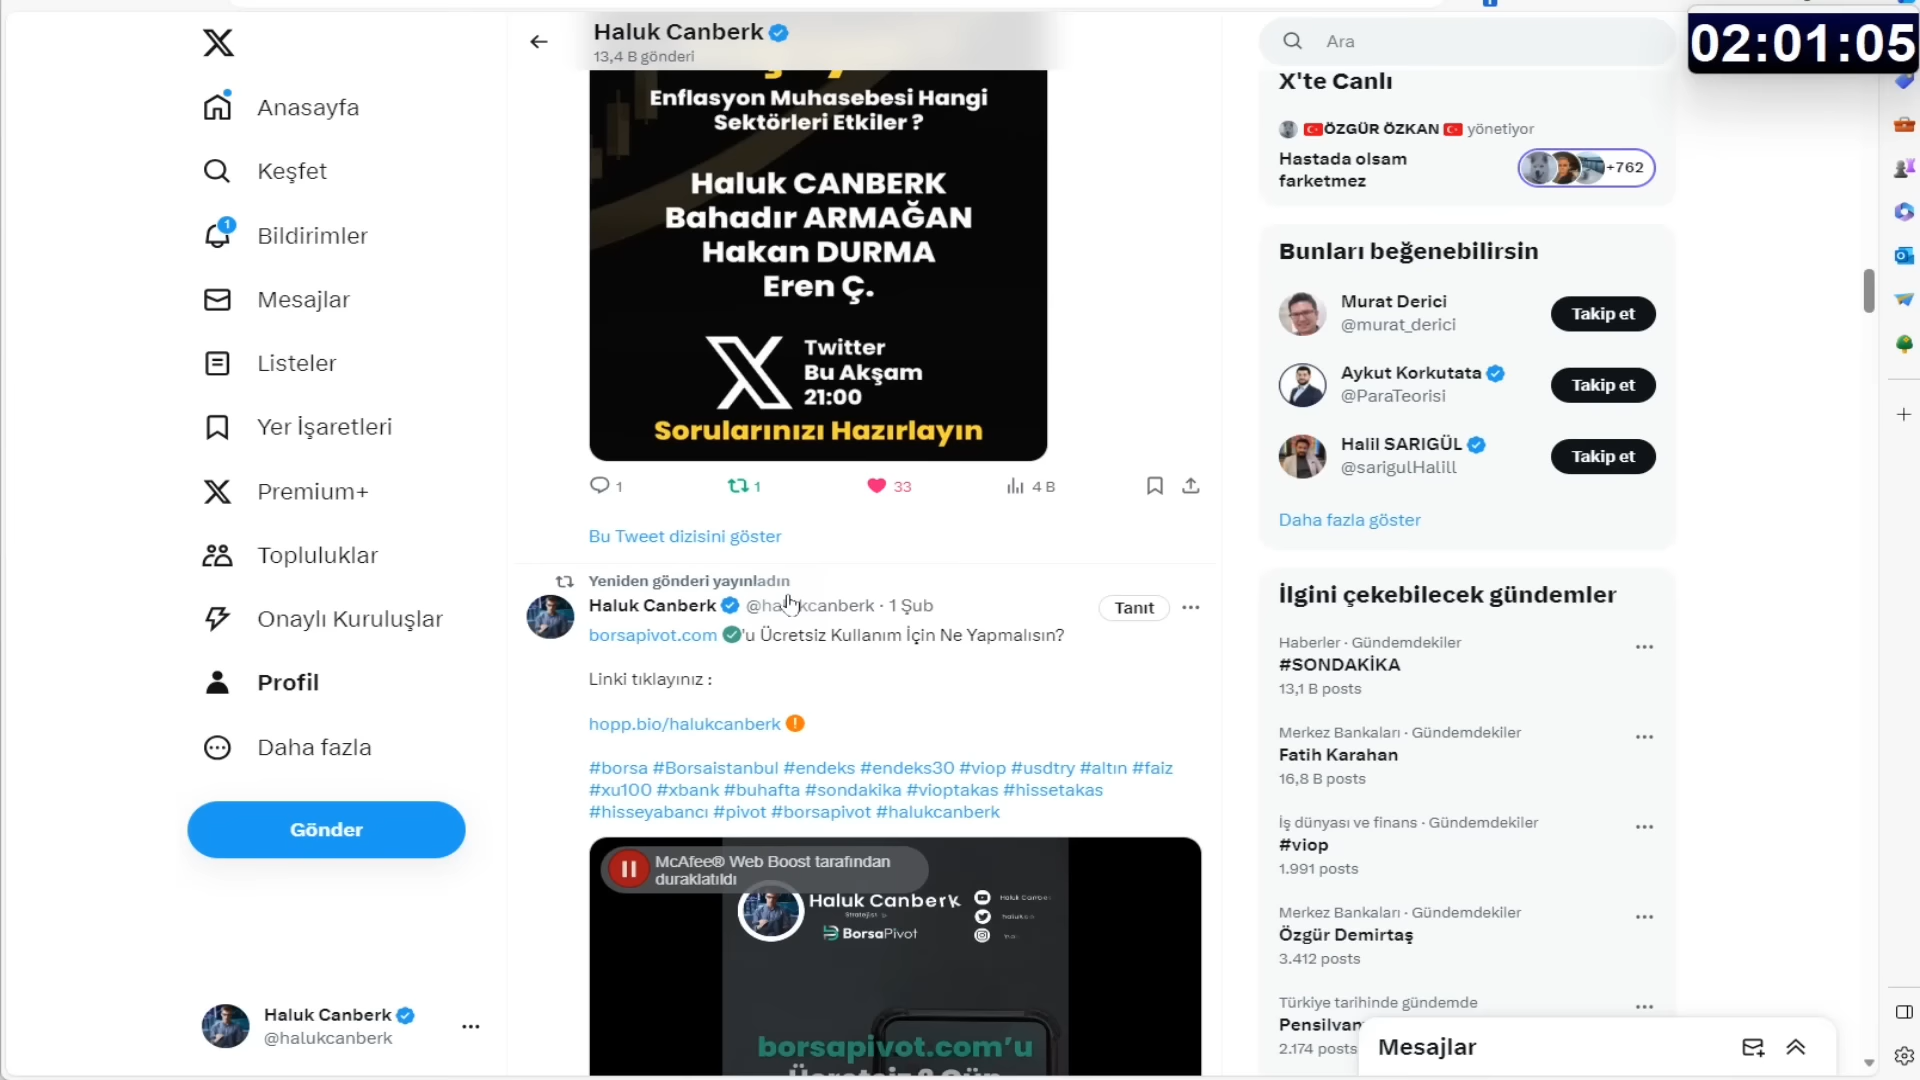 Anasayfa
Keşfet
1
Bildirimler
Mesajlar
Listeler
Yer İşaretleri
Premium+
Topluluklar
Onaylı Kuruluşlar
Profil
Daha fazla
Gönder
Haluk Canberk
@halukcanberk
Haluk Canberk
13,4 B gönderi
Enflasyon Muhasebesi Hangi
Sektörleri Etkiler ?
Haluk CANBERK
Bahadır ARMAĞAN
Hakan DURMA
Eren Ç.
Twitter
Bu Akşam
21:00
Sorularınızı Hazırlayın
1
1
33
4 B
Bu Tweet dizisini göster
Yeniden gönderi yayınladın
Haluk Canberk @halukcanberk · 1 Şub
Tanıt
borsapivot.com 'u Ücretsiz Kullanım İçin Ne Yapmalısın?
Linki tıklayınız :
hopp.bio/halukcanberk
#borsa #Borsaistanbul #endeks #endeks30 #viop #usdtry #altın #faiz
#xu100 #xbank #buhafta #sondakika #vioptakas #hissetakas
#hisseyabancı #pivot #borsapivot #halukcanberk
McAfee® Web Boost tarafından
duraklatıldı
Haluk Canberk
BorsaPivot
borsapivot.com'u
Ücretsiz 8 Gün
Ara
02:01:05
X'te Canlı
ÖZGÜR ÖZKAN yönetiyor
Hastada olsam
farketmez
+762
Bunları beğenebilirsin
Murat Derici
@murat_derici
Takip et
Aykut Korkutata
@ParaTeorisi
Takip et
Halil SARIGÜL
@sarigulHalill
Takip et
Daha fazla göster
İlgini çekebilecek gündemler
Haberler · Gündemdekiler
#SONDAKİKA
13,1 B posts
Merkez Bankaları · Gündemdekiler
Fatih Karahan
16,8 B posts
İş dünyası ve finans · Gündemdekiler
#viop
1.991 posts
Merkez Bankaları · Gündemdekiler
Özgür Demirtaş
3.412 posts
Türkiye tarihinde gündemde
Pensilvan
2.174 posts
Mesajlar